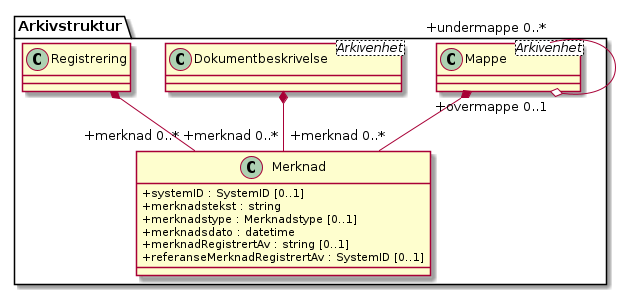 Arkivstruktur
+undermappe 0..*
C Registrering
C Dokumentbeskrivelse
Arkivenhet
C Mappe
Arkivenhet
+overmappe 0..1
+merknad 0..*
+merknad 0..*
+merknad 0..*
C Merknad
+systemID : SystemID [0..1]
+merknadstekst : string
+merknadstype : Merknadstype [0..1]
+merknadsdato : datetime
+merknadRegistrertAv : string [0..1]
+referanseMerknadRegistrertAv : SystemID [0..1]